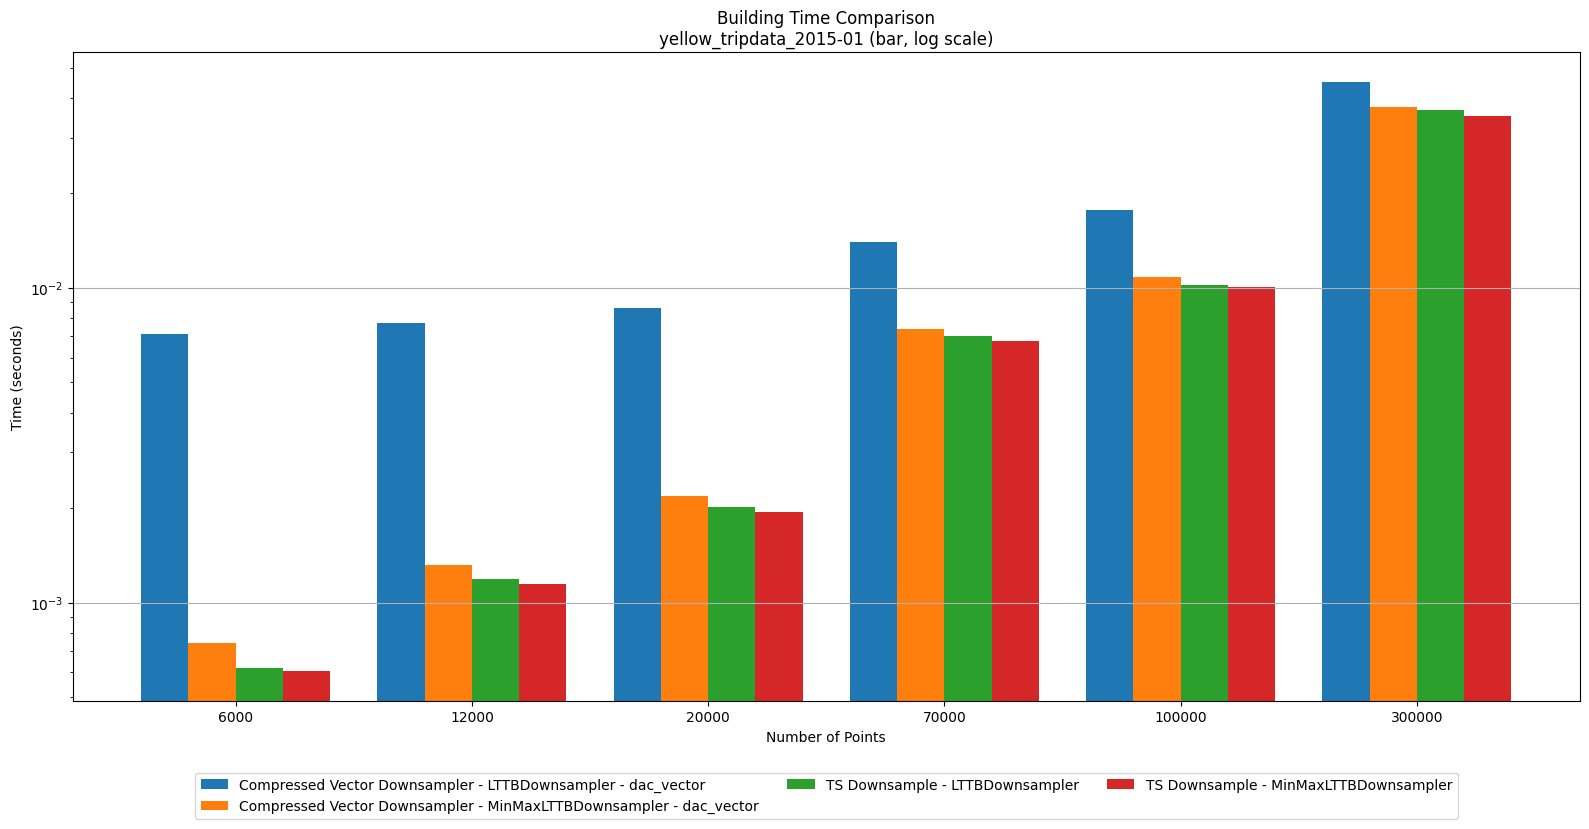 Building Time Comparison
yellow_tripdata_2015-01 (bar, log scale)
Time (seconds)
10⁻²
10⁻³
6000
12000
20000
70000
100000
300000
Number of Points
Compressed Vector Downsampler - LTTBDownsampler - dac_vector
Compressed Vector Downsampler - MinMaxLTTBDownsampler - dac_vector
TS Downsample - LTTBDownsampler
TS Downsample - MinMaxLTTBDownsampler